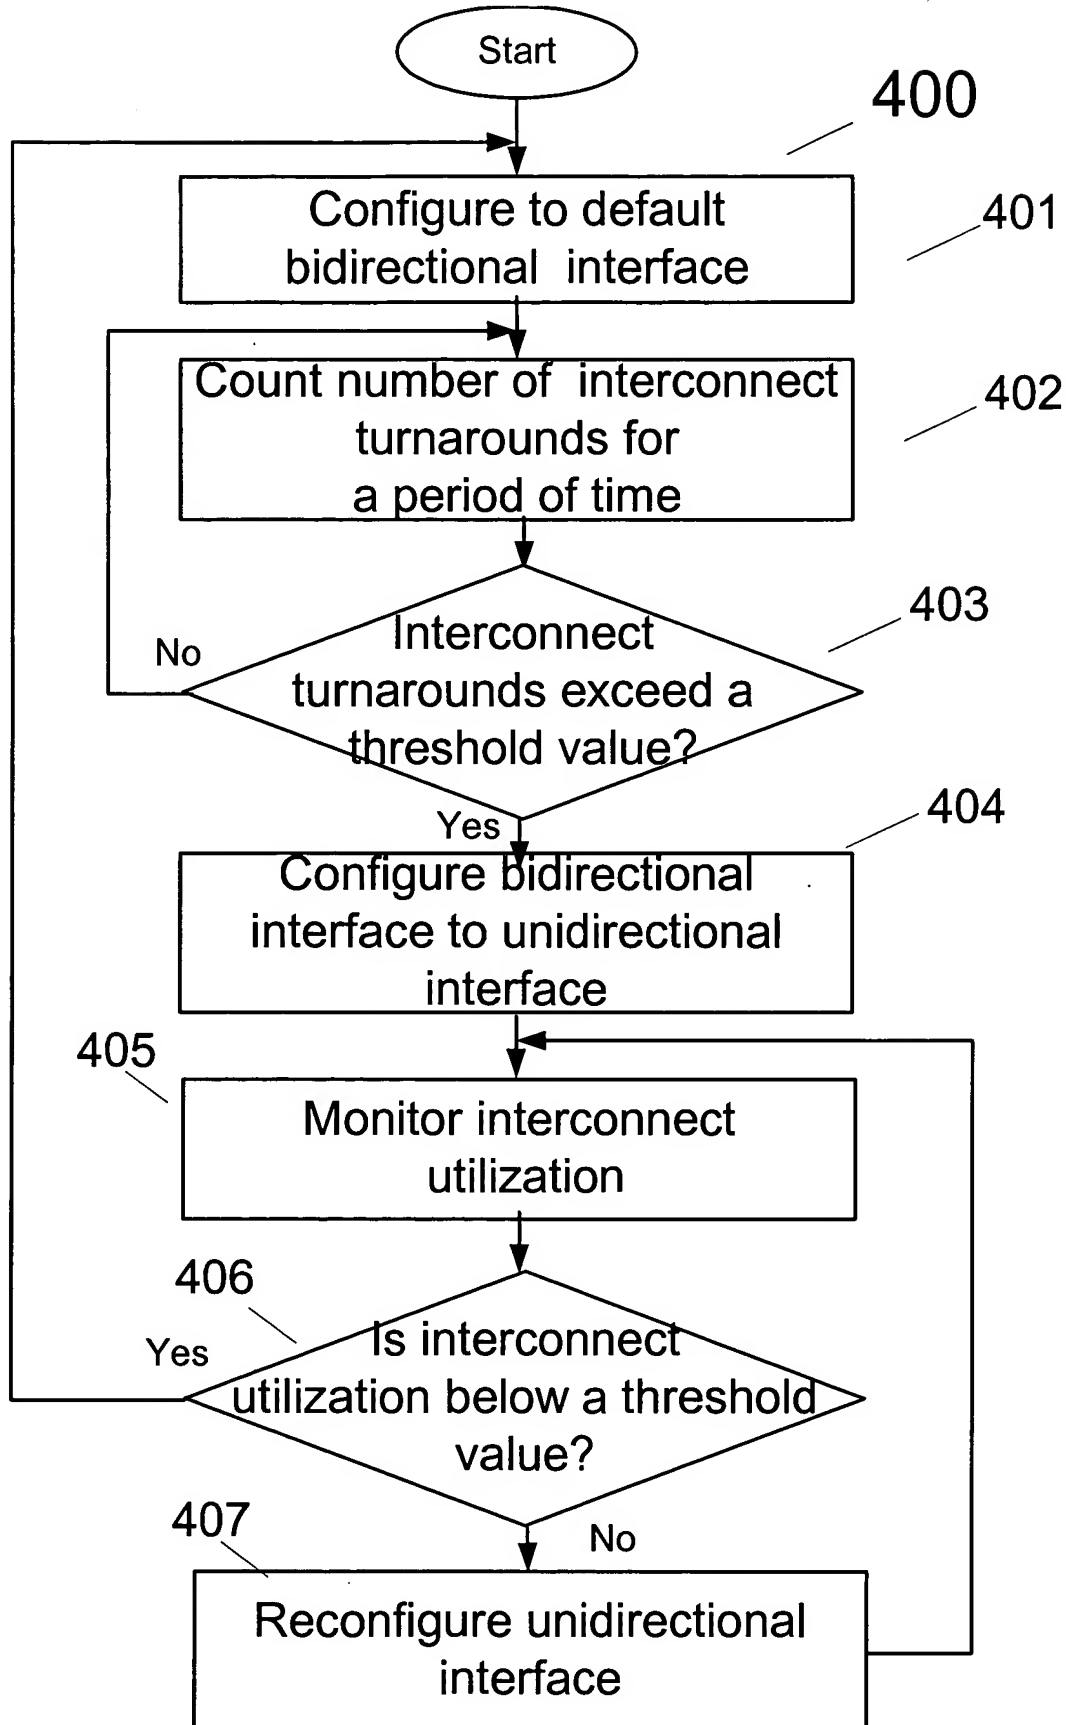 Start
400
Configure to default
bidirectional interface
401
Count number of interconnect
turnarounds for
a period of time
402
Interconnect
turnarounds exceed a
threshold value?
403
No
Yes
404
Configure bidirectional
interface to unidirectional
interface
405
Monitor interconnect
utilization
406
Yes
Is interconnect
utilization below a threshold
value?
No
407
Reconfigure unidirectional
interface